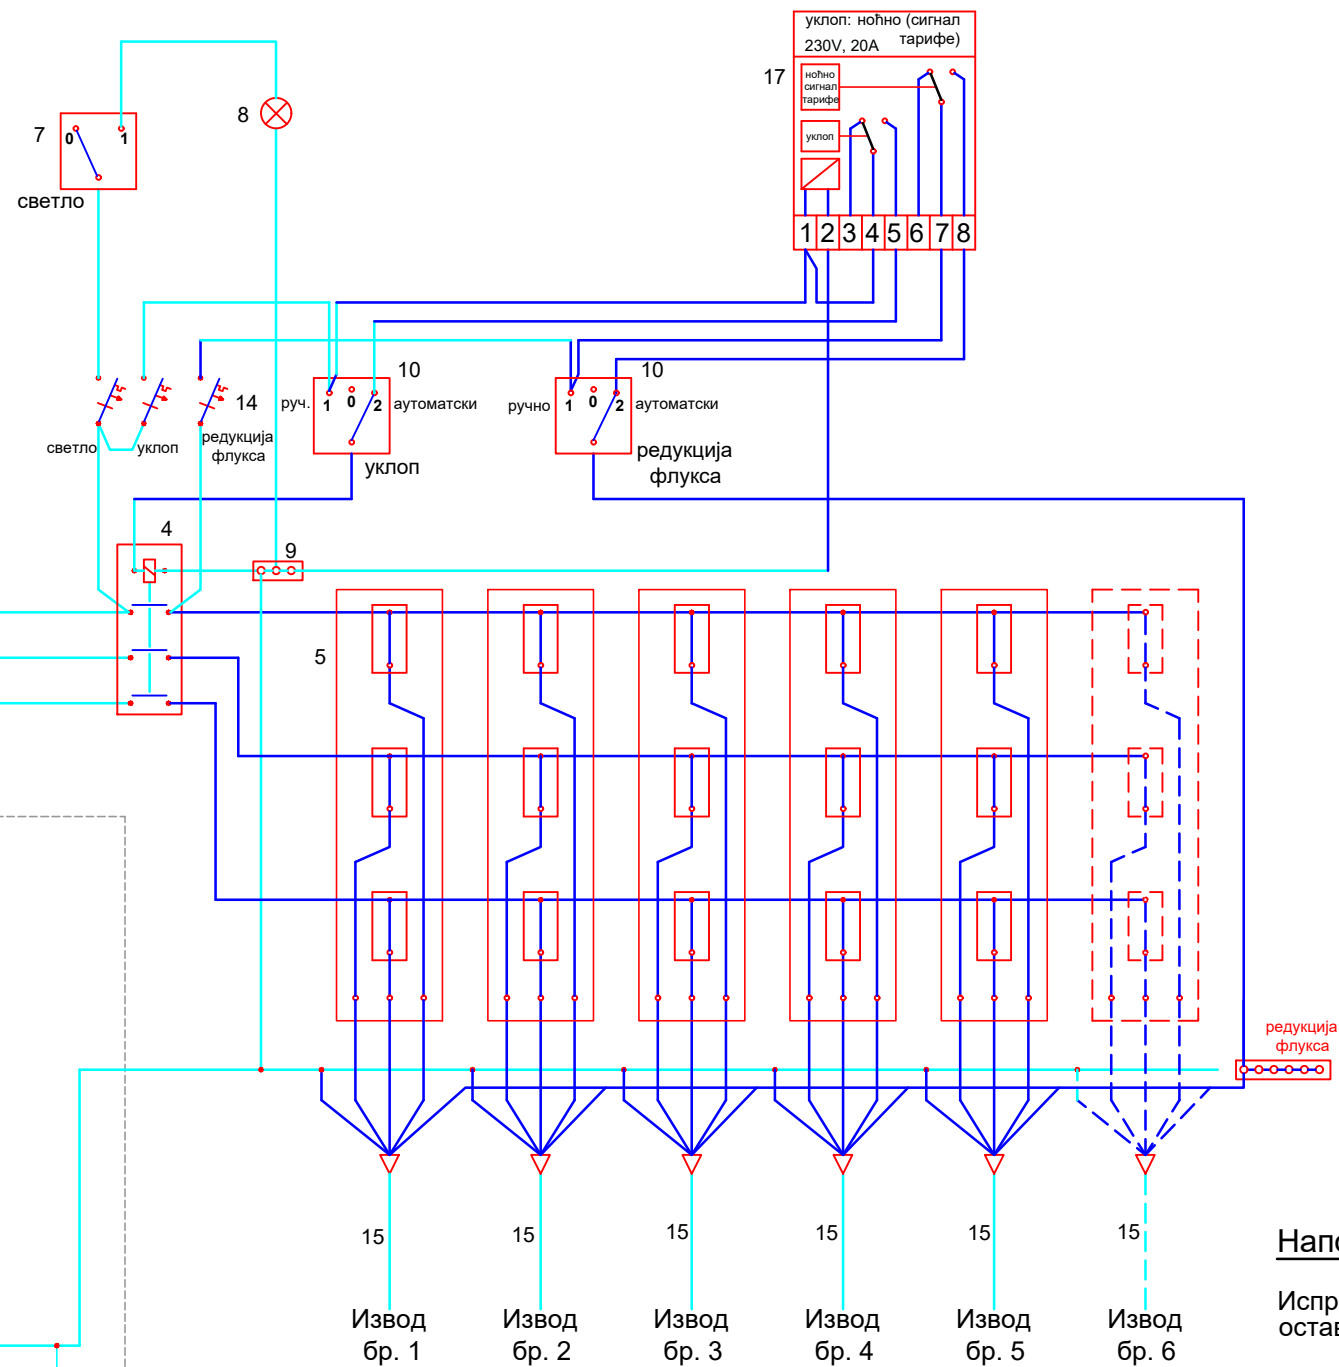 уклоп: ноћно (сигнал
тарифе)
230V, 20A
17
ноћно
сигнал
тарифе
уклоп
1 2 3 4 5 6 7 8
7
0 1
светло
8
10
руч. 1 0 2 аутоматски
уклоп
10
ручно 1 0 2 аутоматски
редукција
флукса
14
светло
уклоп
редукција
флукса
4
9
5
редукција
флукса
15 15 15 15 15 15
Извод
бр. 1
Извод
бр. 2
Извод
бр. 3
Извод
бр. 4
Извод
бр. 5
Извод
бр. 6